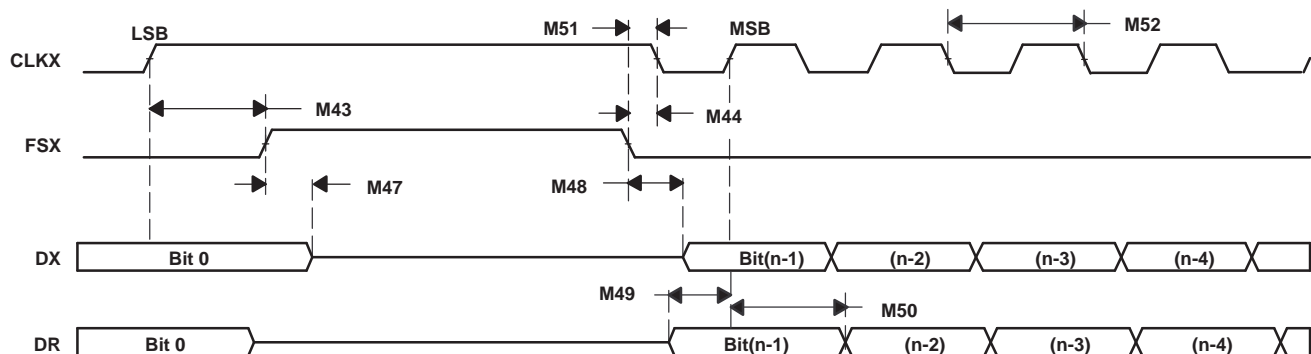 LSB
M51
MSB
M52
CLKX
M43
M44
FSX
M47
M48
DX
Bit 0
Bit(n-1)
(n-2)
(n-3)
(n-4)
M49
M50
DR
Bit 0
Bit(n-1)
(n-2)
(n-3)
(n-4)